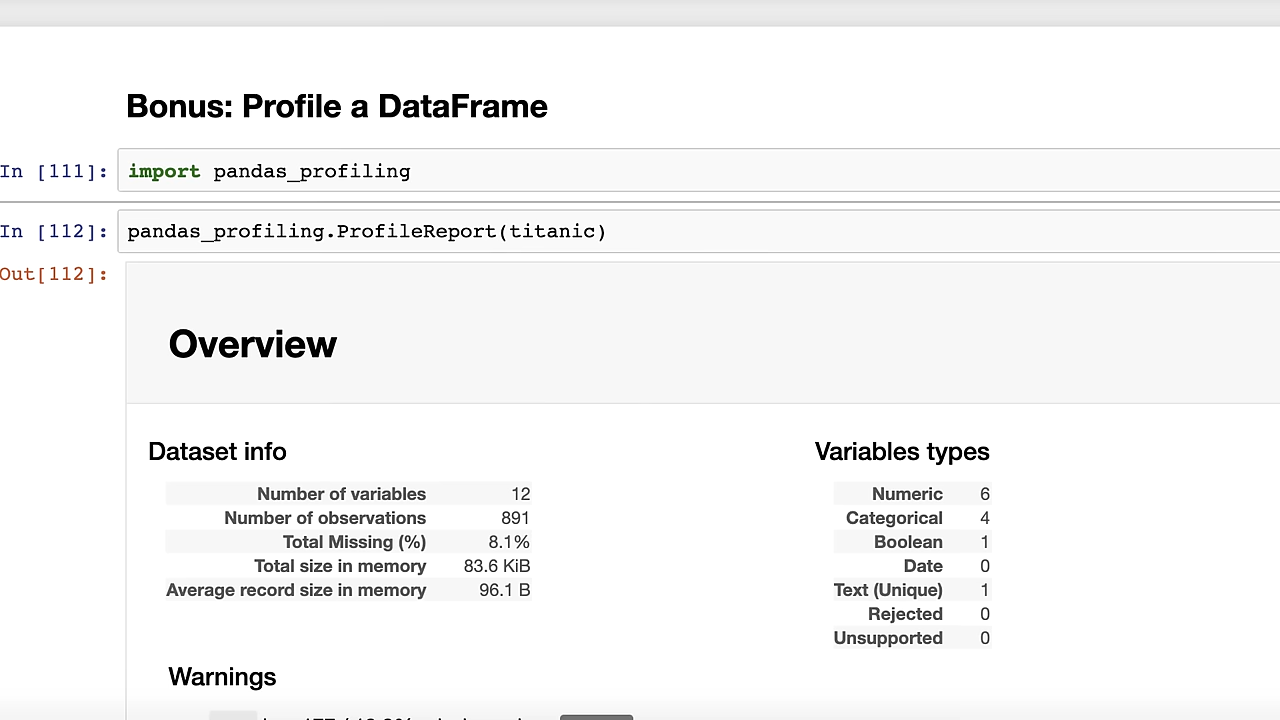 Bonus: Profile a DataFrame
In [111]: import pandas_profiling
In [112]: pandas_profiling.ProfileReport(titanic)
Out[112]:
Overview
Dataset info
Number of variables 12
Number of observations 891
Total Missing (%) 8.1%
Total size in memory 83.6 KiB
Average record size in memory 96.1 B
Variables types
Numeric 6
Categorical 4
Boolean 1
Date 0
Text (Unique) 1
Rejected 0
Unsupported 0
Warnings